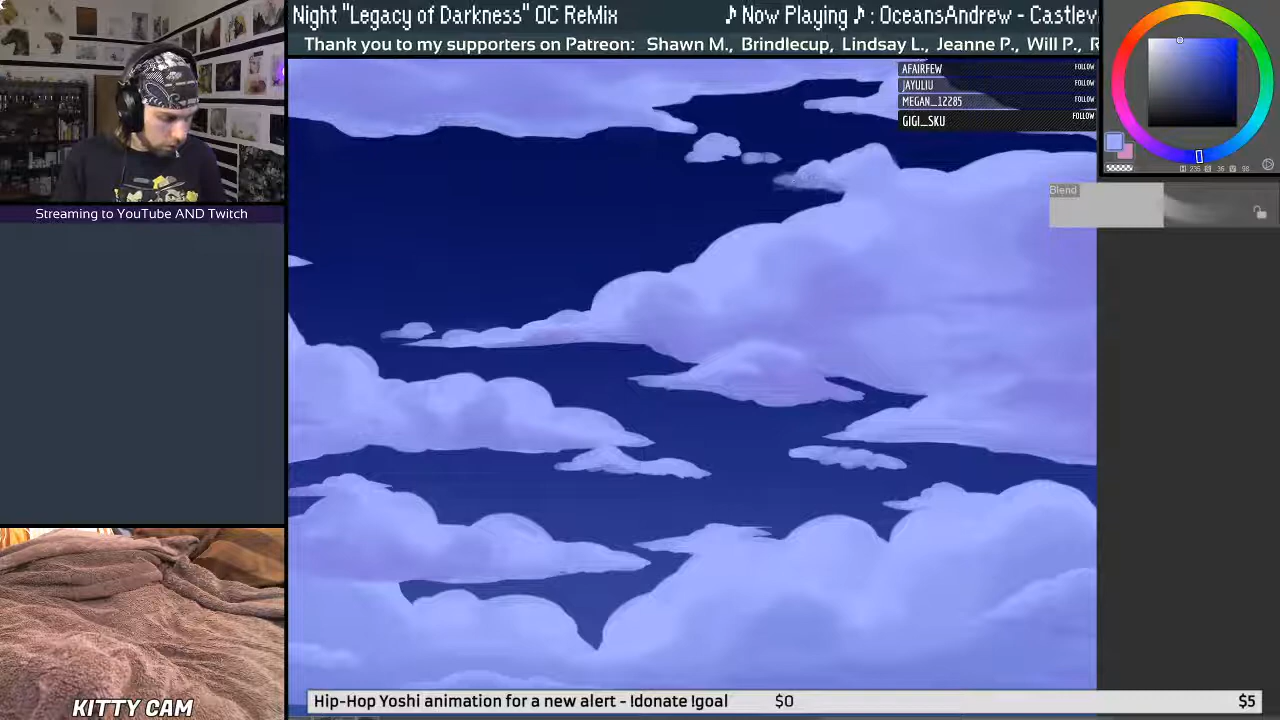 Night "Legacy of Darkness" OC ReMix ♪ Now Playing ♪ : OceansAndrew - Castlev
Thank you to my supporters on Patreon: Shawn M., Brindlecup, Lindsay L., Jeanne P., Will P., R
AFAIRFEW FOLLOW
JAYULIU FOLLOW
MEGAN_12285 FOLLOW
GIGI_SKU FOLLOW
Blend
Streaming to YouTube AND Twitch
KITTY CAM
Hip-Hop Yoshi animation for a new alert - !donate !goal $0 $5